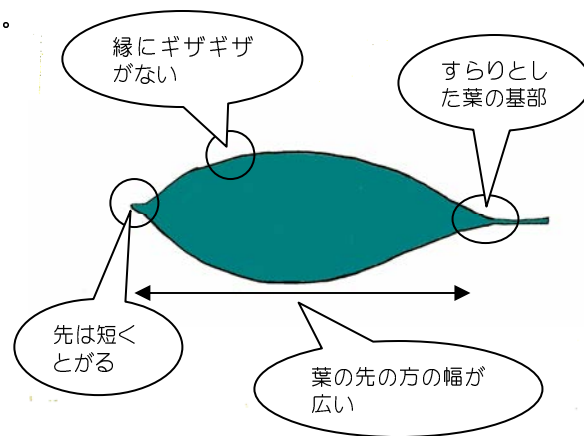 。
縁にギザギザ
がない
すらりとし
た葉の基部
先は短く
とがる
葉の先の方の幅が
広い